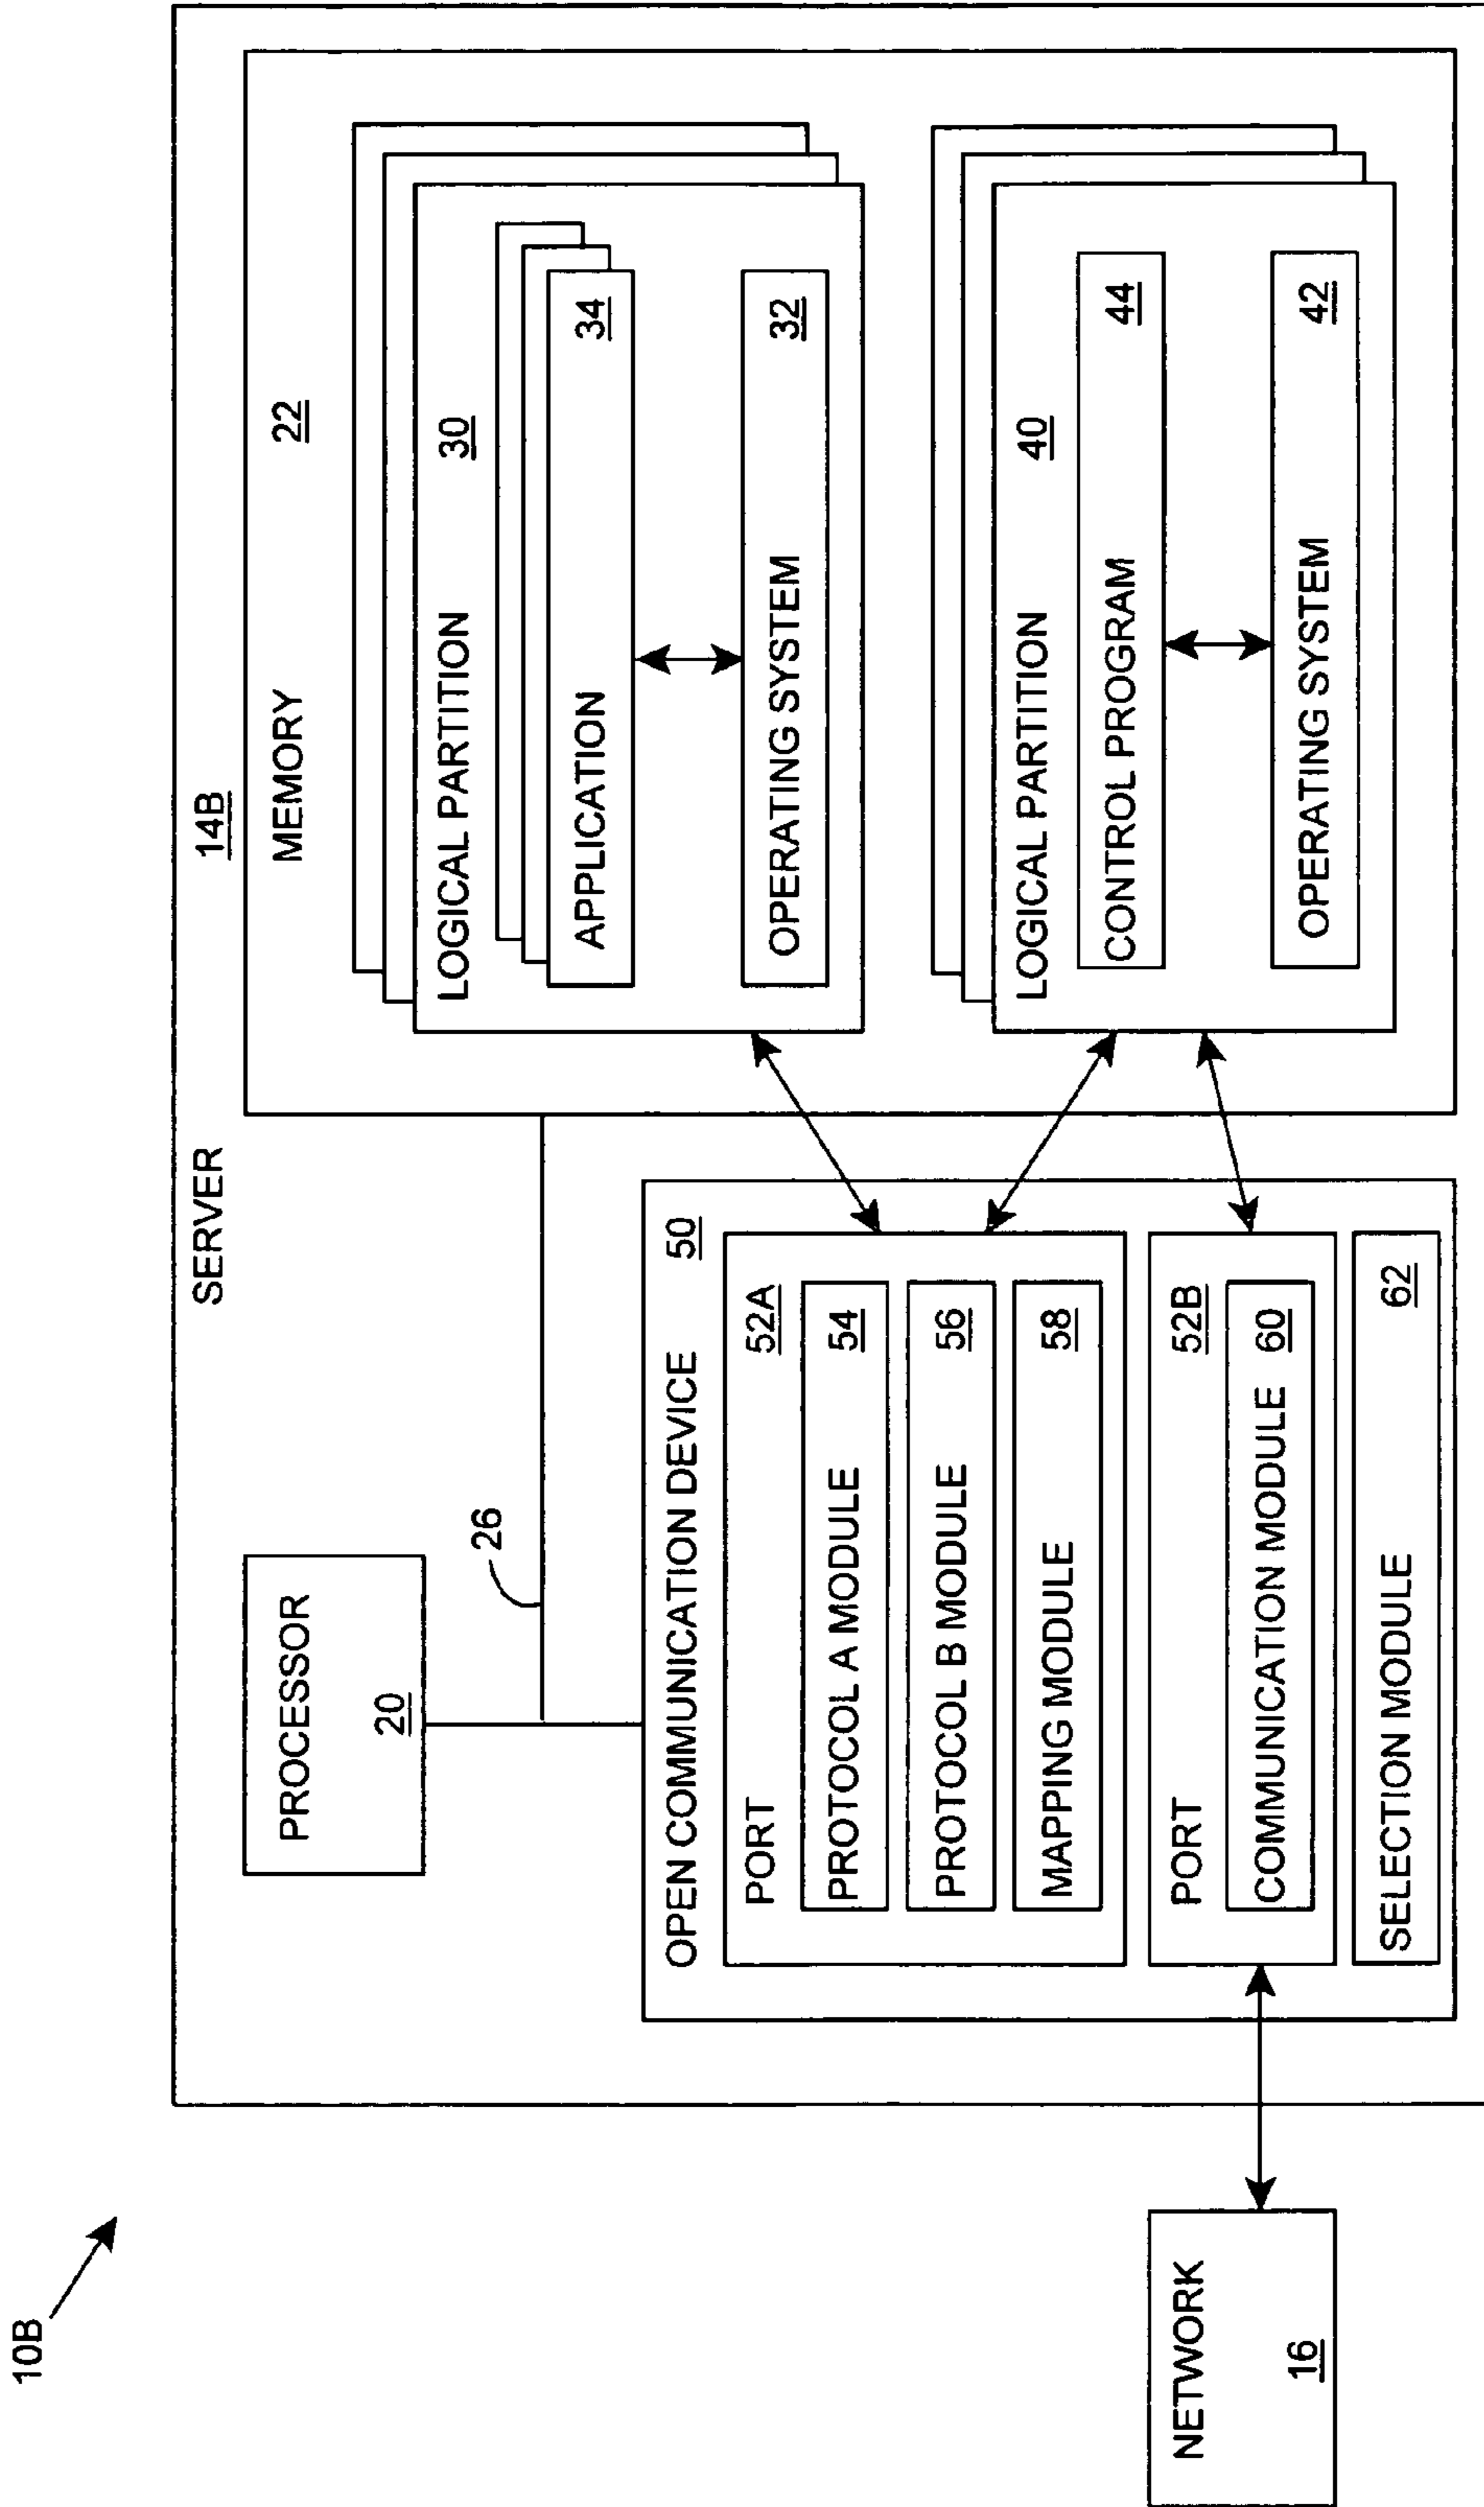 10B
SERVER
14B
PROCESSOR
20
26
MEMORY
22
LOGICAL PARTITION
30
APPLICATION
34
OPERATING SYSTEM
32
LOGICAL PARTITION
40
CONTROL PROGRAM
44
OPERATING SYSTEM
42
OPEN COMMUNICATION DEVICE
50
PORT
52A
PROTOCOL A MODULE
54
PROTOCOL B MODULE
56
MAPPING MODULE
58
PORT
52B
COMMUNICATION MODULE
60
SELECTION MODULE
62
NETWORK
16